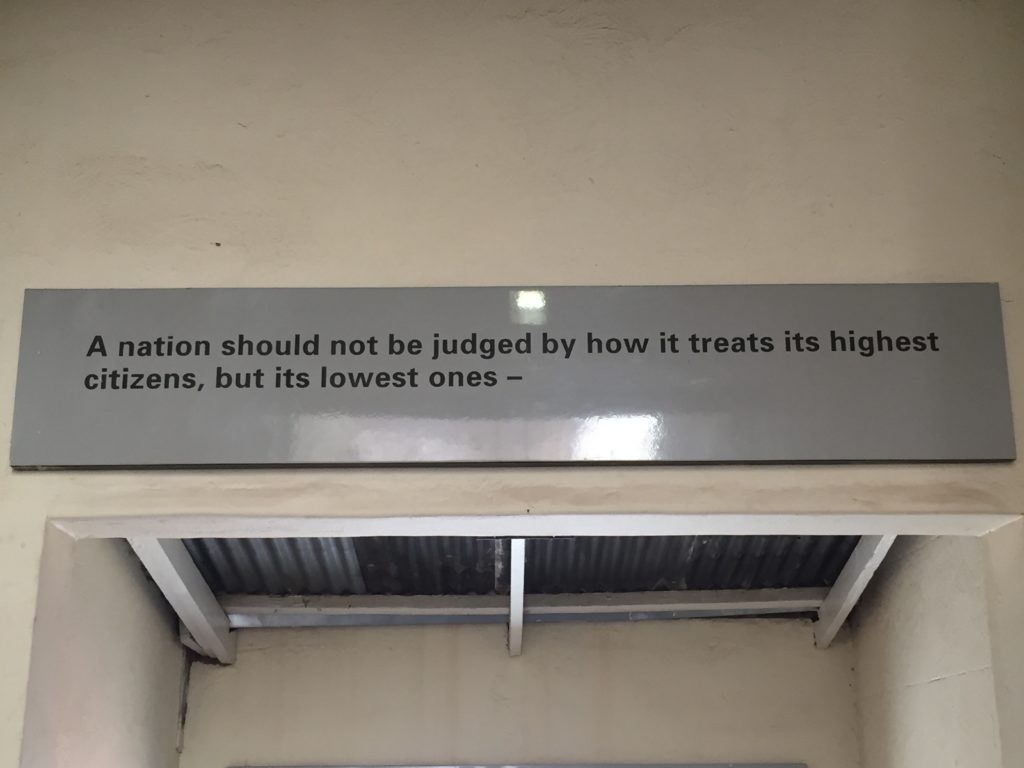 A nation should not be judged by how it treats its highest
citizens, but its lowest ones –